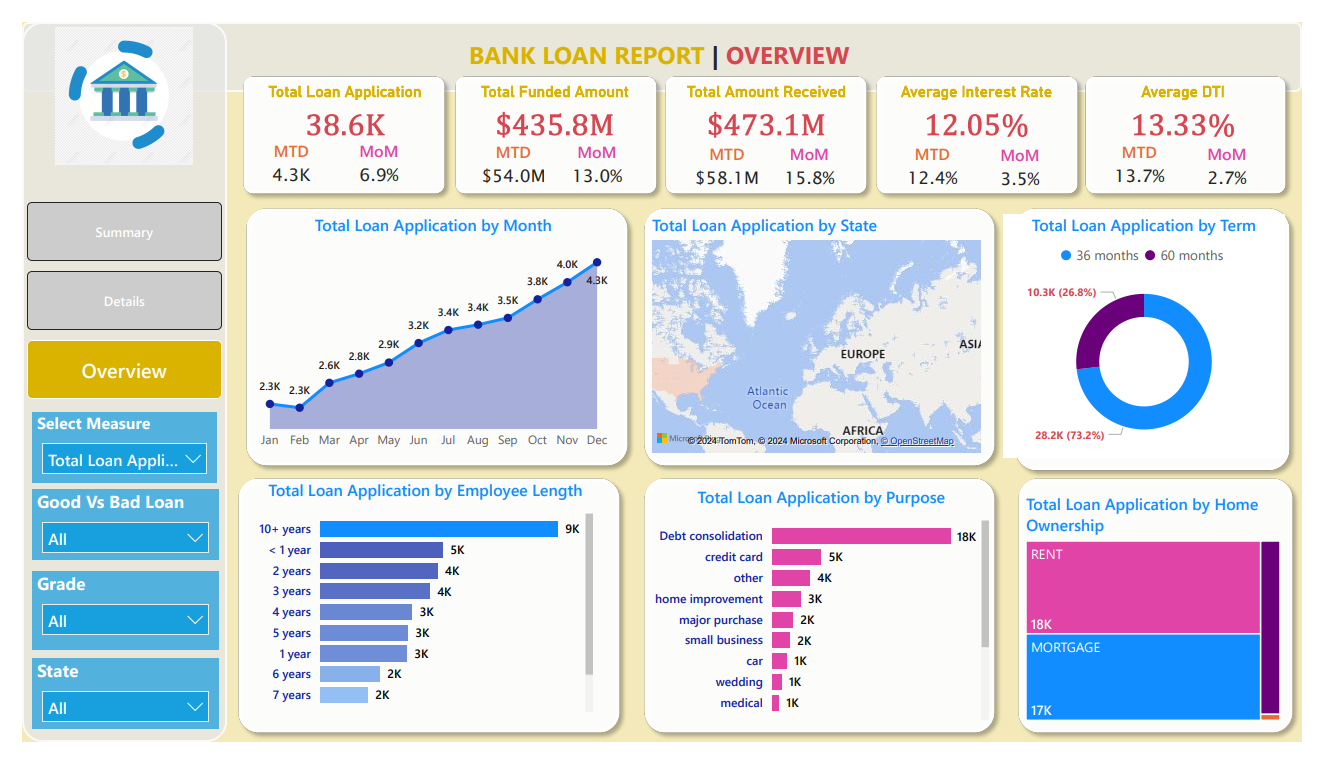 BANK LOAN REPORT | OVERVIEW
Total Loan Application
38.6K
MTD MoM
4.3K 6.9%
Total Funded Amount
$435.8M
MTD MoM
$54.0M 13.0%
Total Amount Received
$473.1M
MTD MoM
$58.1M 15.8%
Average Interest Rate
12.05%
MTD MoM
12.4% 3.5%
Average DTI
13.33%
MTD MoM
13.7% 2.7%
Summary
Details
Overview
Select Measure
Total Loan Appli...
Good Vs Bad Loan
All
Grade
All
State
All
Total Loan Application by Month
2.3K 2.3K 2.6K 2.8K 2.9K 3.2K 3.4K 3.4K 3.5K 3.8K 4.0K 4.3K
Jan Feb Mar Apr May Jun Jul Aug Sep Oct Nov Dec
Total Loan Application by State
EUROPE
ASIA
Atlantic
Ocean
AFRICA
© 2024 TomTom, © 2024 Microsoft Corporation, © OpenStreetMap
Total Loan Application by Term
36 months 60 months
10.3K (26.8%)
28.2K (73.2%)
Total Loan Application by Employee Length
10+ years 9K
< 1 year 5K
2 years 4K
3 years 4K
4 years 3K
5 years 3K
1 year 3K
6 years 2K
7 years 2K
Total Loan Application by Purpose
Debt consolidation 18K
credit card 5K
other 4K
home improvement 3K
major purchase 2K
small business 2K
car 1K
wedding 1K
medical 1K
Total Loan Application by Home
Ownership
RENT
18K
MORTGAGE
17K